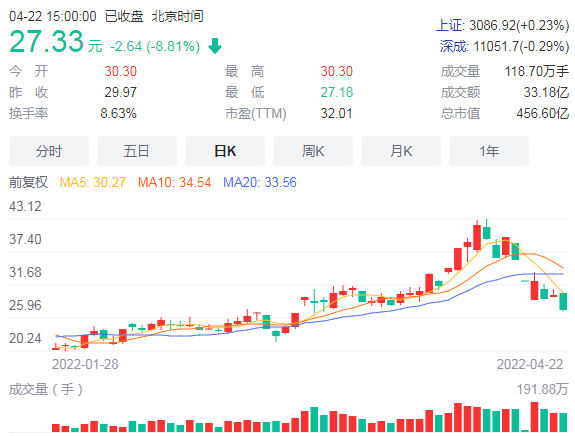 04-22 15:00:00 已收盘 北京时间
27.33 元 -2.64 (-8.81%)
上证: 3086.92(+0.23%)
深成: 11051.7(-0.29%)
今 开 30.30 最 高 30.30 成交量 118.70万手
昨 收 29.97 最 低 27.18 成交额 33.18亿
换手率 8.63% 市盈(TTM) 32.01 总市值 456.60亿
分时 五日 日K 周K 月K 1年
前复权 MA5: 30.27 MA10: 34.54 MA20: 33.56
43.12
37.40
31.68
25.96
20.24
2022-01-28 2022-04-22
成交量 ( 手 ) 191.88万